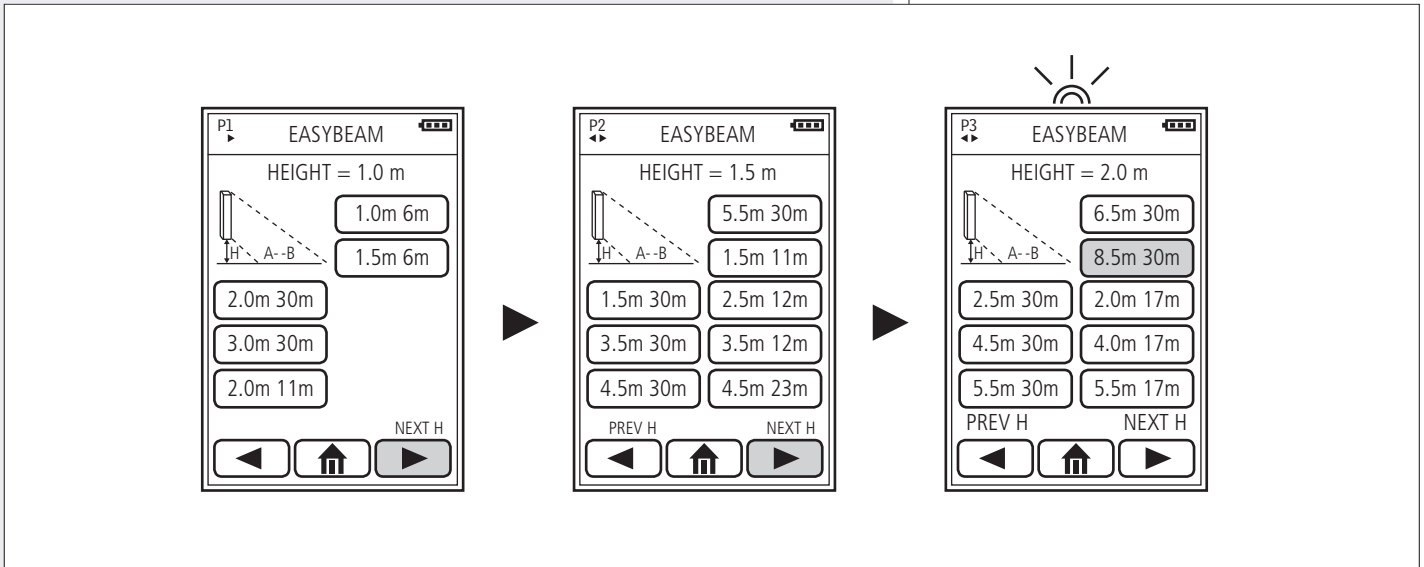 P1
EASYBEAM
HEIGHT = 1.0 m
1.0m 6m
H A--B
1.5m 6m
2.0m 30m
3.0m 30m
2.0m 11m
NEXT H
P2
EASYBEAM
HEIGHT = 1.5 m
5.5m 30m
H A--B
1.5m 11m
1.5m 30m 2.5m 12m
3.5m 30m 3.5m 12m
4.5m 30m 4.5m 23m
PREV H NEXT H
P3
EASYBEAM
HEIGHT = 2.0 m
6.5m 30m
H A--B
8.5m 30m
2.5m 30m 2.0m 17m
4.5m 30m 4.0m 17m
5.5m 30m 5.5m 17m
PREV H NEXT H